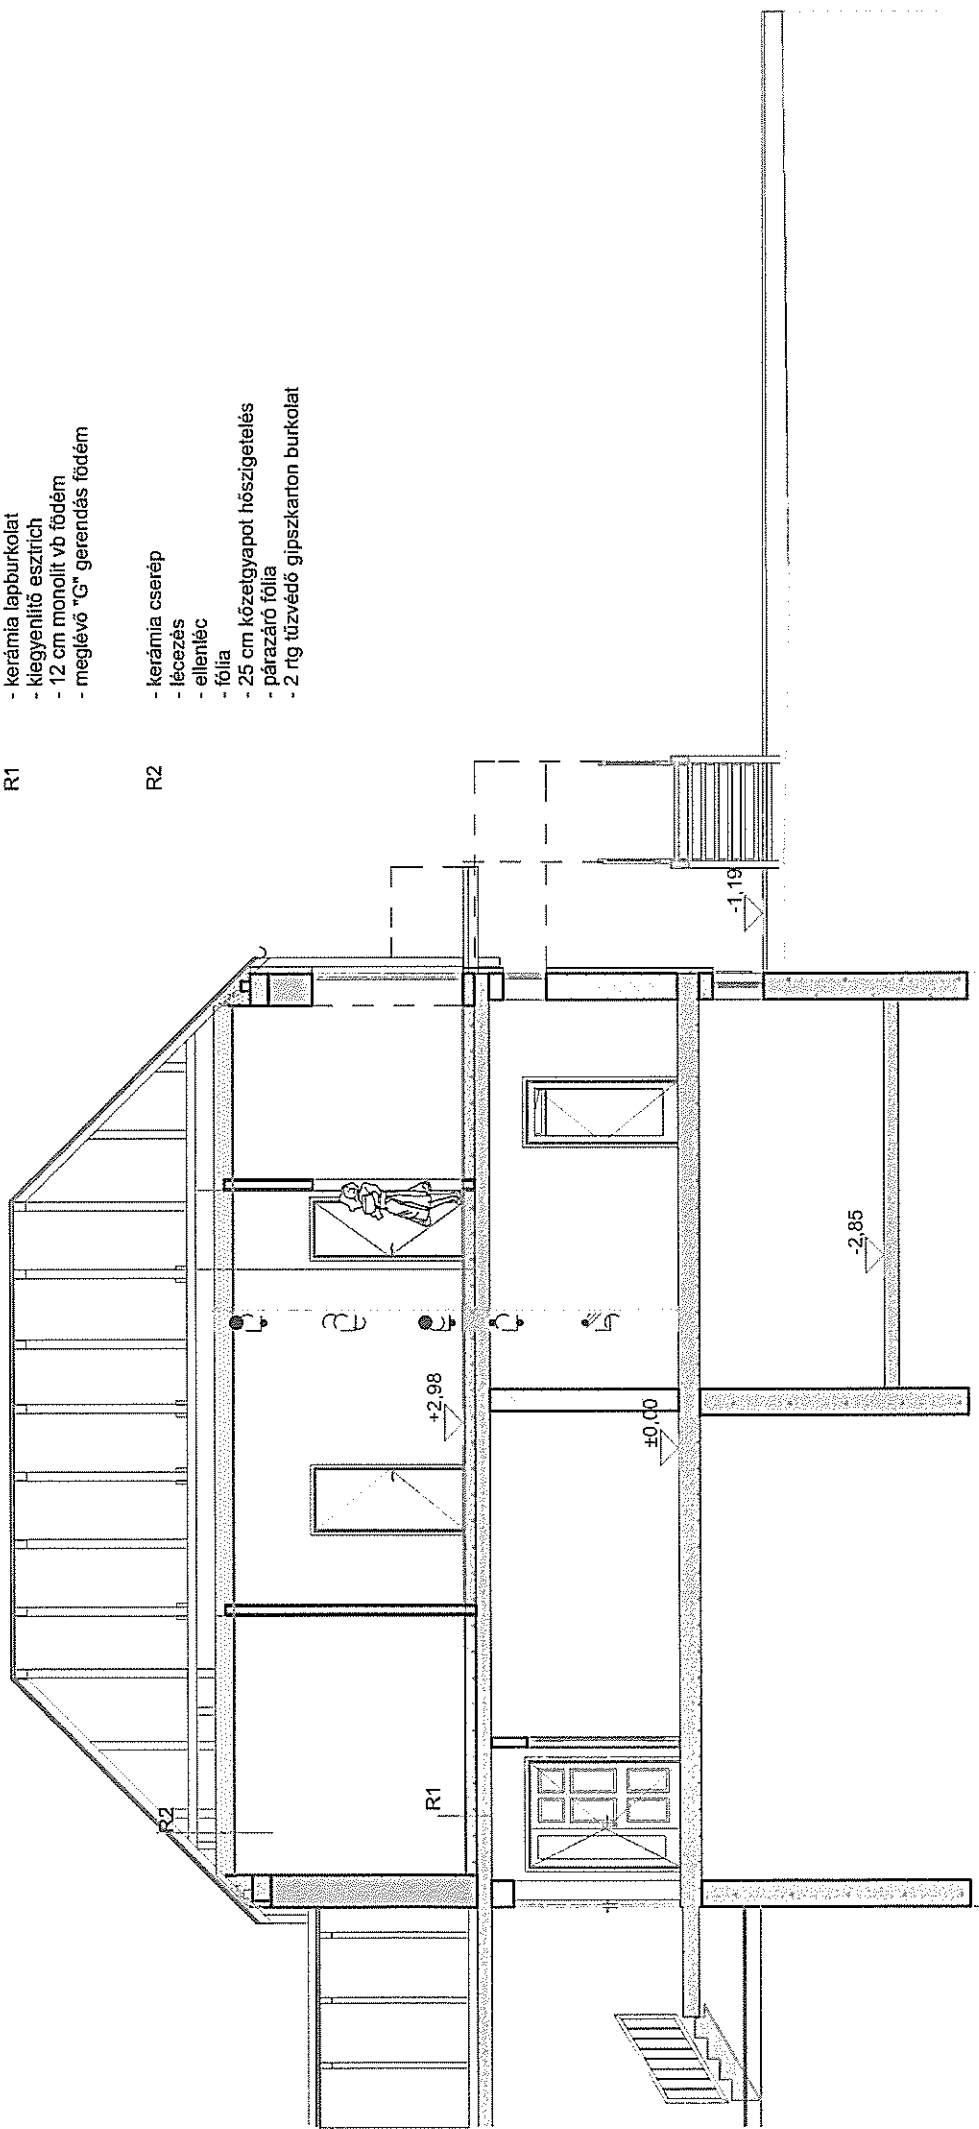 R1
- kerámia lapburkolat
- kiegyenlítő esztrich
- 12 cm monolit vb födém
- meglévő "G" gerendás födém
R2
- kerámia cserép
- lécezés
- ellenléc
- fólia
- 25 cm kőzetgyapot hőszigetelés
- párazáró fólia
- 2 rtg tűzvédő gipszkarton burkolat
R2
R1
+2,98
±0,00
-2,85
-1,19